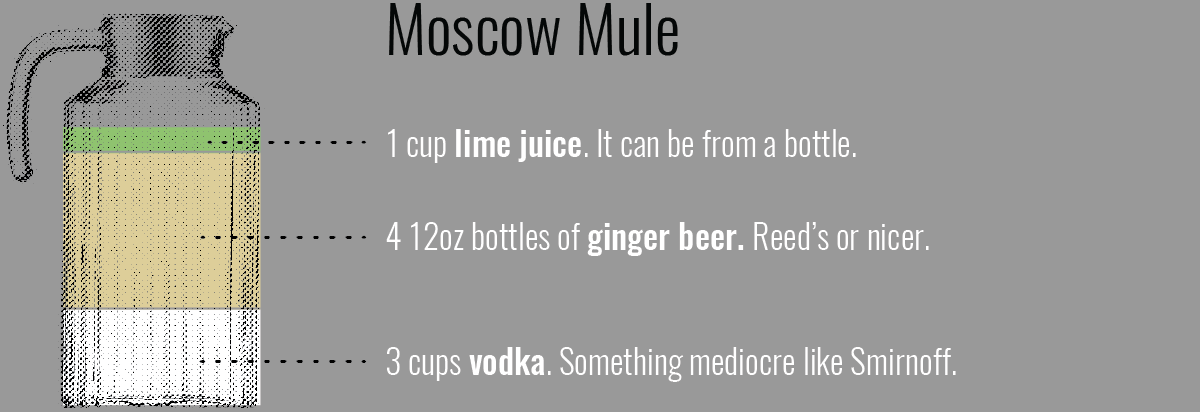 Moscow Mule
1 cup lime juice. It can be from a bottle.
4 12oz bottles of ginger beer. Reed’s or nicer.
3 cups vodka. Something mediocre like Smirnoff.